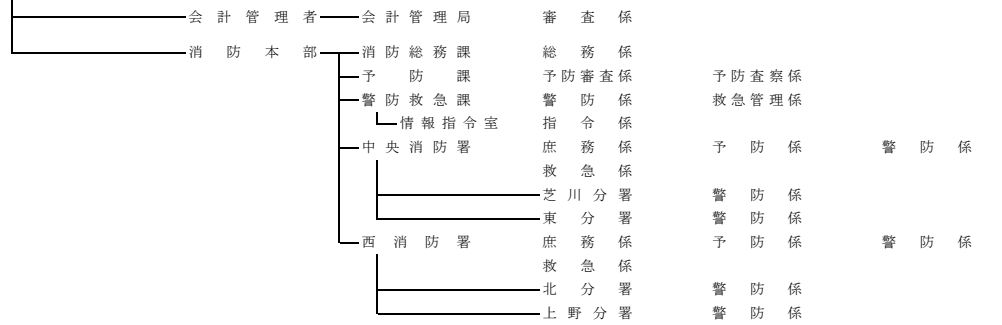 会計管理者 会計管理局 審査係
消防本部 消防総務課 総務係
予防課 予防審査係 予防査察係
警防救急課 警防係 救急管理係
情報指令室 指令係
中央消防署 庶務係 予防係 警防係
救急係
芝川分署 警防係
東分署 警防係
西消防署 庶務係 予防係 警防係
救急係
北分署 警防係
上野分署 警防係